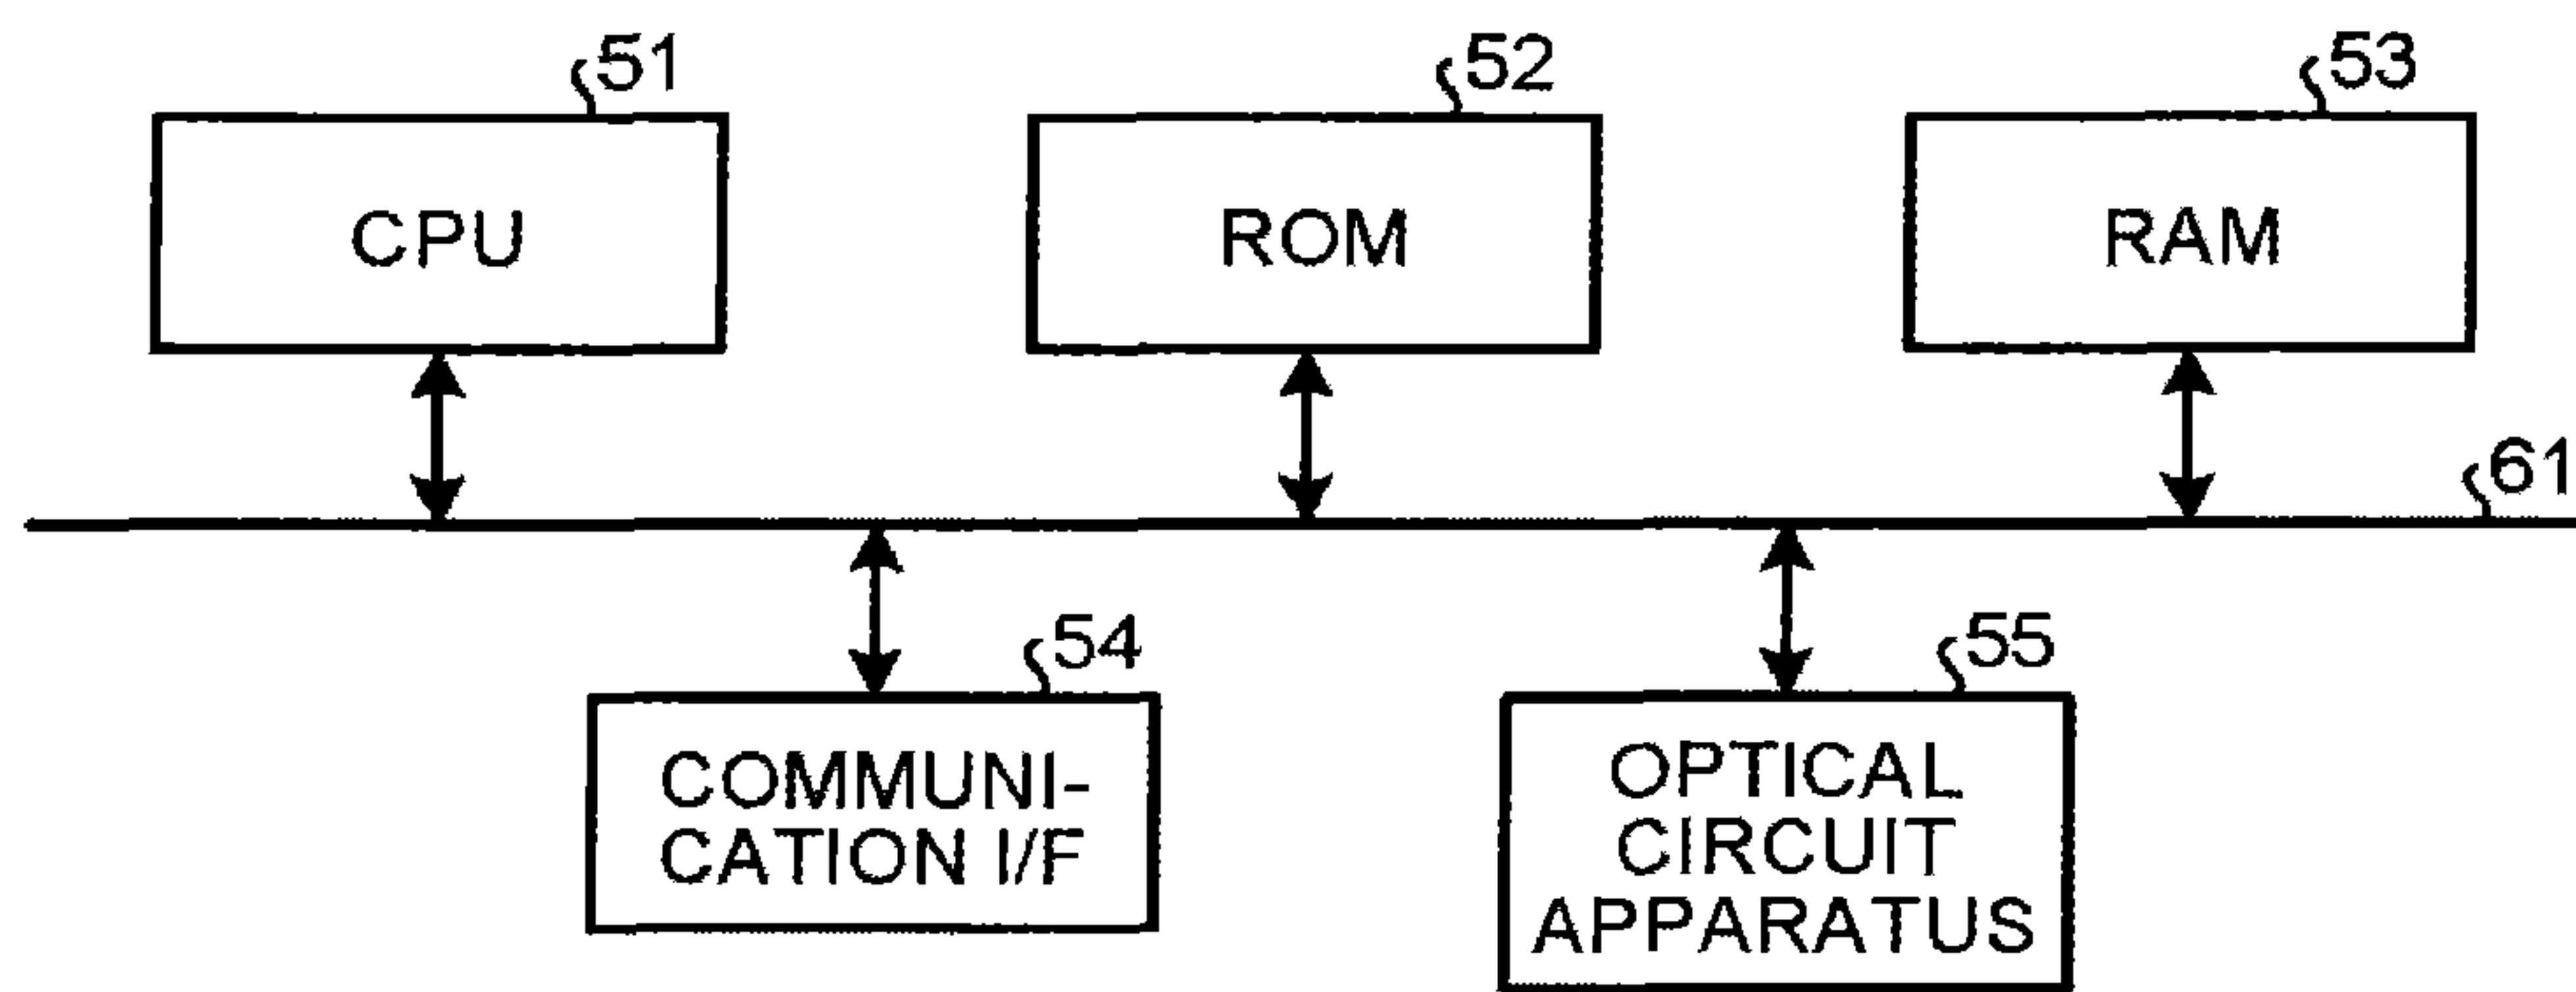 51
CPU
52
ROM
53
RAM
61
54
COMMUNI-
CATION I/F
55
OPTICAL
CIRCUIT
APPARATUS